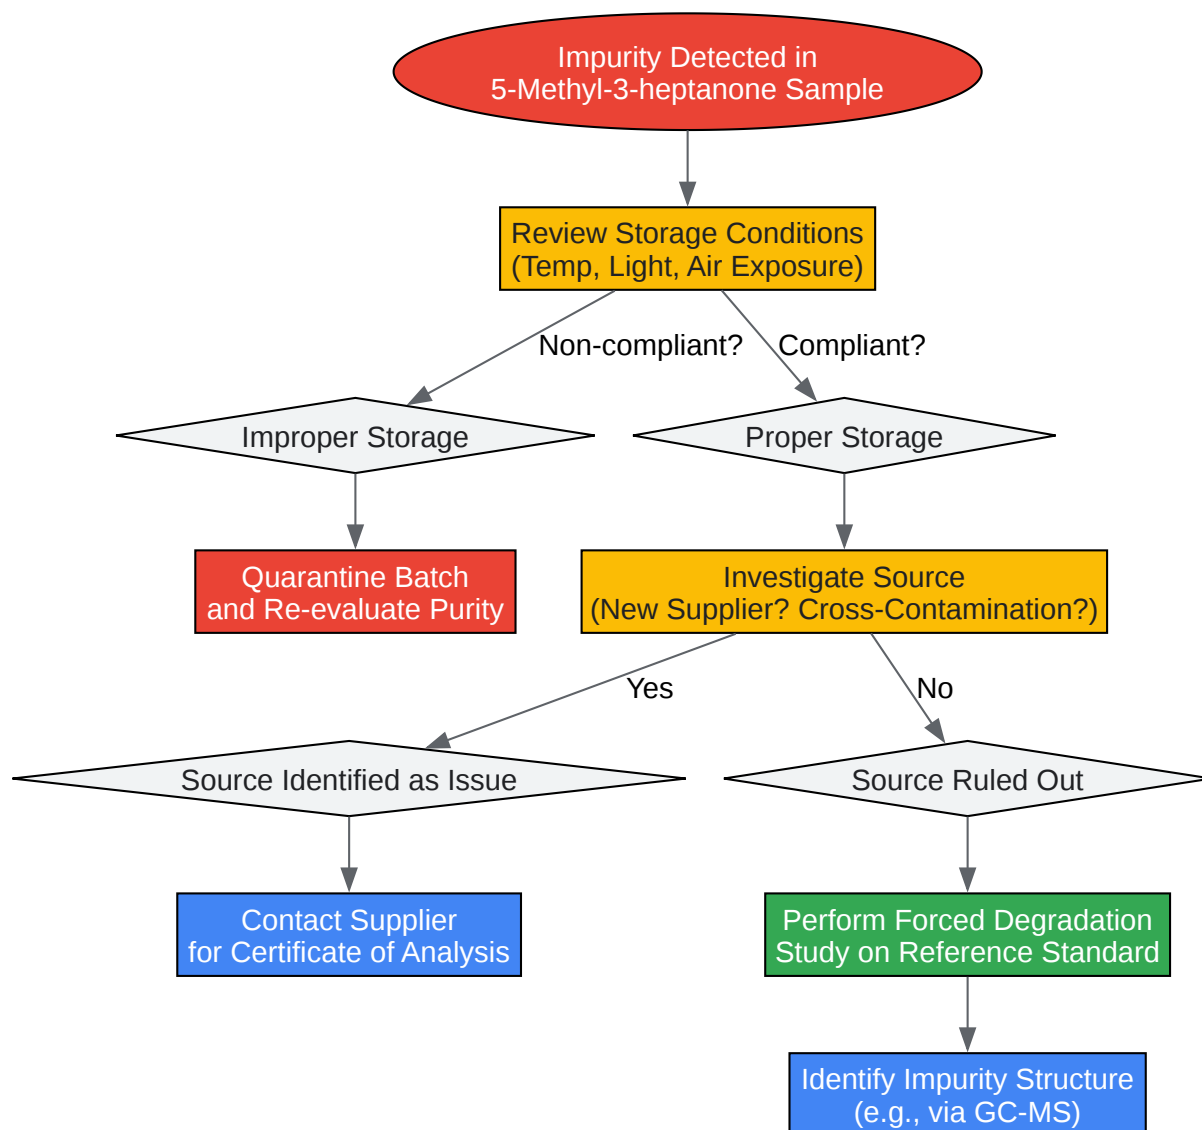 Impurity Detected in
5-Methyl-3-heptanone Sample
Review Storage Conditions
(Temp, Light, Air Exposure)
Non-compliant?
Compliant?
Improper Storage
Proper Storage
Quarantine Batch
and Re-evaluate Purity
Investigate Source
(New Supplier? Cross-Contamination?)
Yes
No
Source Identified as Issue
Source Ruled Out
Contact Supplier
for Certificate of Analysis
Perform Forced Degradation
Study on Reference Standard
Identify Impurity Structure
(e.g., via GC-MS)